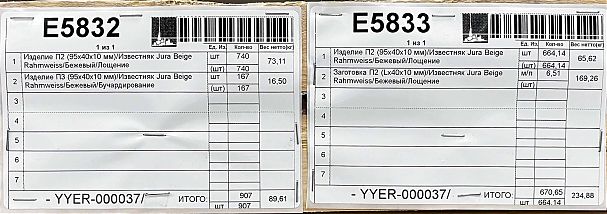 E5832
1 из 1
Ед. Из. Кол-во Вес нетто(кг)
1 Изделие П2 (95х40х10 мм)/Известняк Jura Beige Rahmweiss/Бежевый/Лощение шт 740 (шт) 740 73,11
2 Изделие П3 (95х40х10 мм)/Известняк Jura Beige Rahmweiss/Бежевый/Бучардирование шт 167 (шт) 167 16,50
3
4
5
6
7
- YYER-000037/ ИТОГО: 907 шт 907 89,61
E5833
1 из 1
Ед. Из. Кол-во Вес нетто(кг)
1 Изделие П2 (95х40х10 мм)/Известняк Jura Beige Rahmweiss/Бежевый/Лощение шт 664,14 (шт) 664,14 65,62
2 Заготовка П2 (Lх40х10 мм)/Известняк Jura Beige Rahmweiss/Бежевый/Лощение м/п 6,51 (шт) 169,26
3
4
5
6
7
- YYER-000037/ ИТОГО: 670,65 шт 664,14 234,88